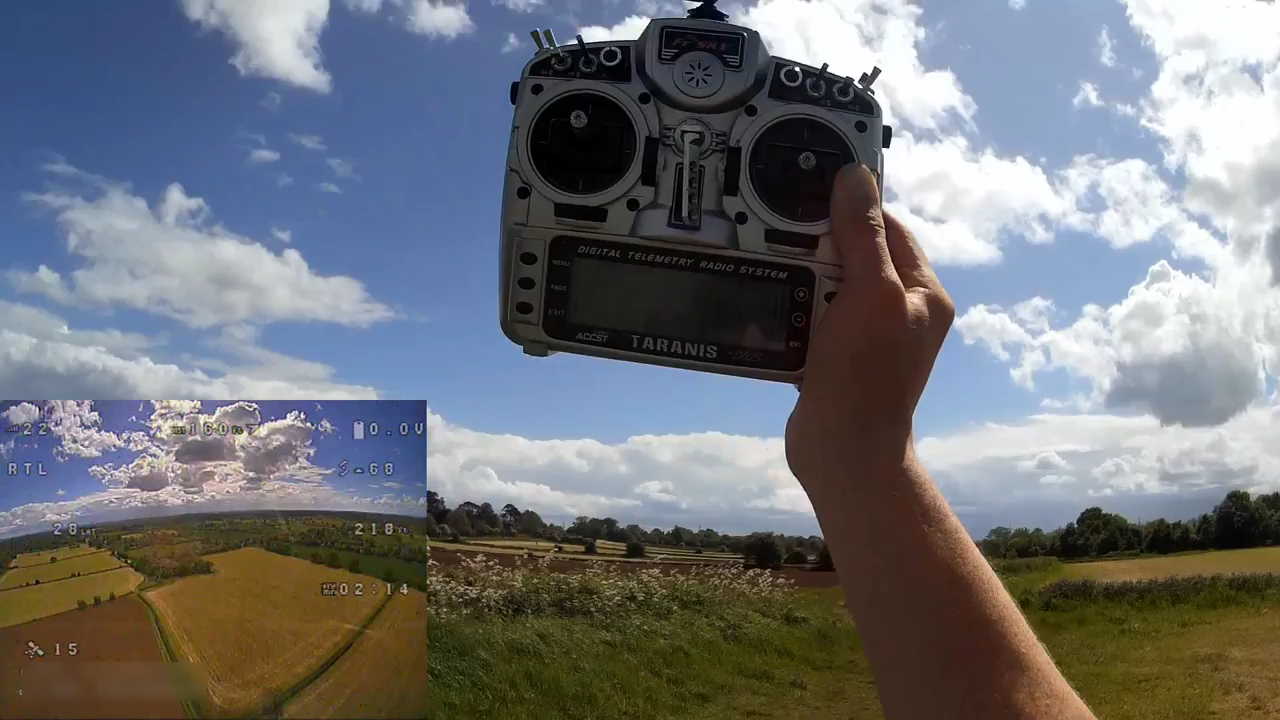 FrSKY
MENU
PAGE
EXIT
DIGITAL TELEMETRY RADIO SYSTEM
ACCST
TARANIS plus
22
160
0.0V
RTL
68
28
218
02:14
15